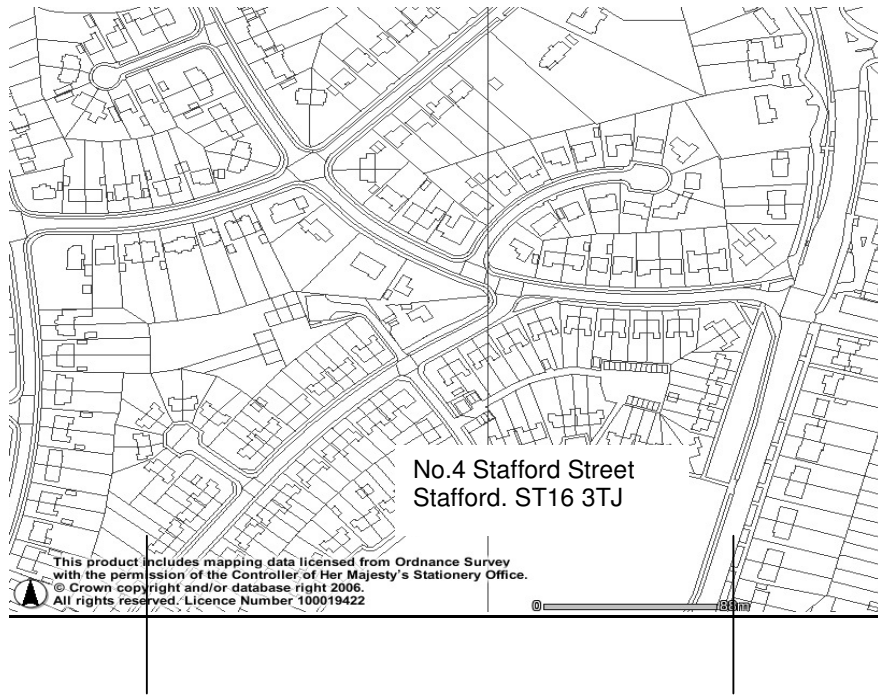 No.4 Stafford Street
Stafford. ST16 3TJ
This product includes mapping data licensed from Ordnance Survey
with the permission of the Controller of Her Majesty's Stationery Office.
© Crown copyright and/or database right 2006.
All rights reserved. Licence Number 100019422
0